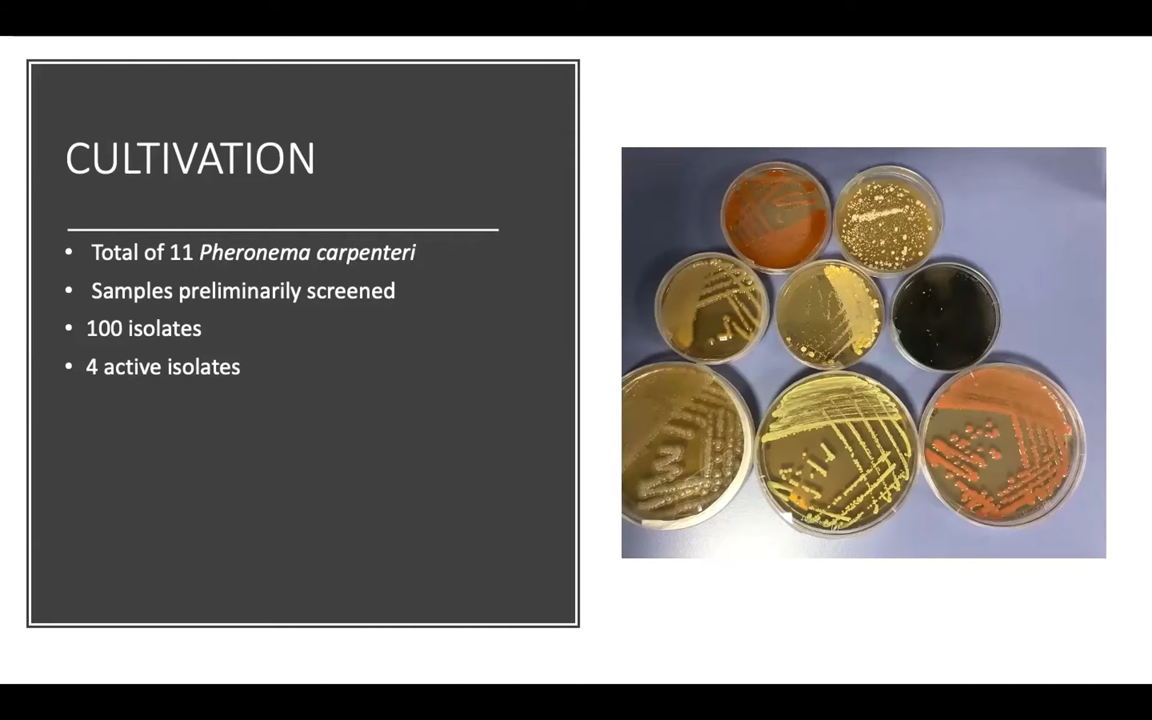 CULTIVATION
• Total of 11 Pheronema carpenteri
• Samples preliminarily screened
• 100 isolates
• 4 active isolates